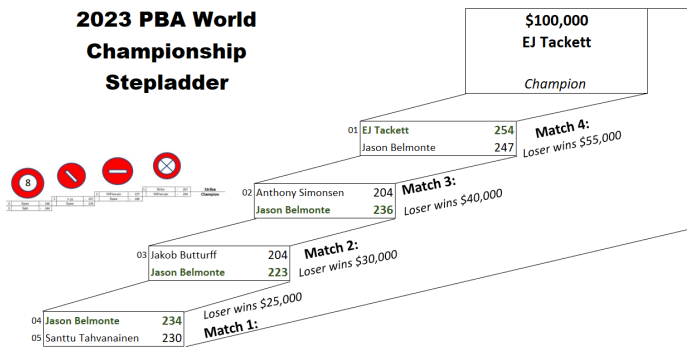 2023 PBA World
Championship
Stepladder
$100,000
EJ Tackett
Champion
01 EJ Tackett 254
Jason Belmonte 247
Match 4:
Loser wins $55,000
8
Strike
Champion
02 Anthony Simonsen 204
Jason Belmonte 236
Match 3:
Loser wins $40,000
03 Jakob Butturff 204
Jason Belmonte 223
Match 2:
Loser wins $30,000
04 Jason Belmonte 234
05 Santtu Tahvanainen 230
Loser wins $25,000
Match 1: